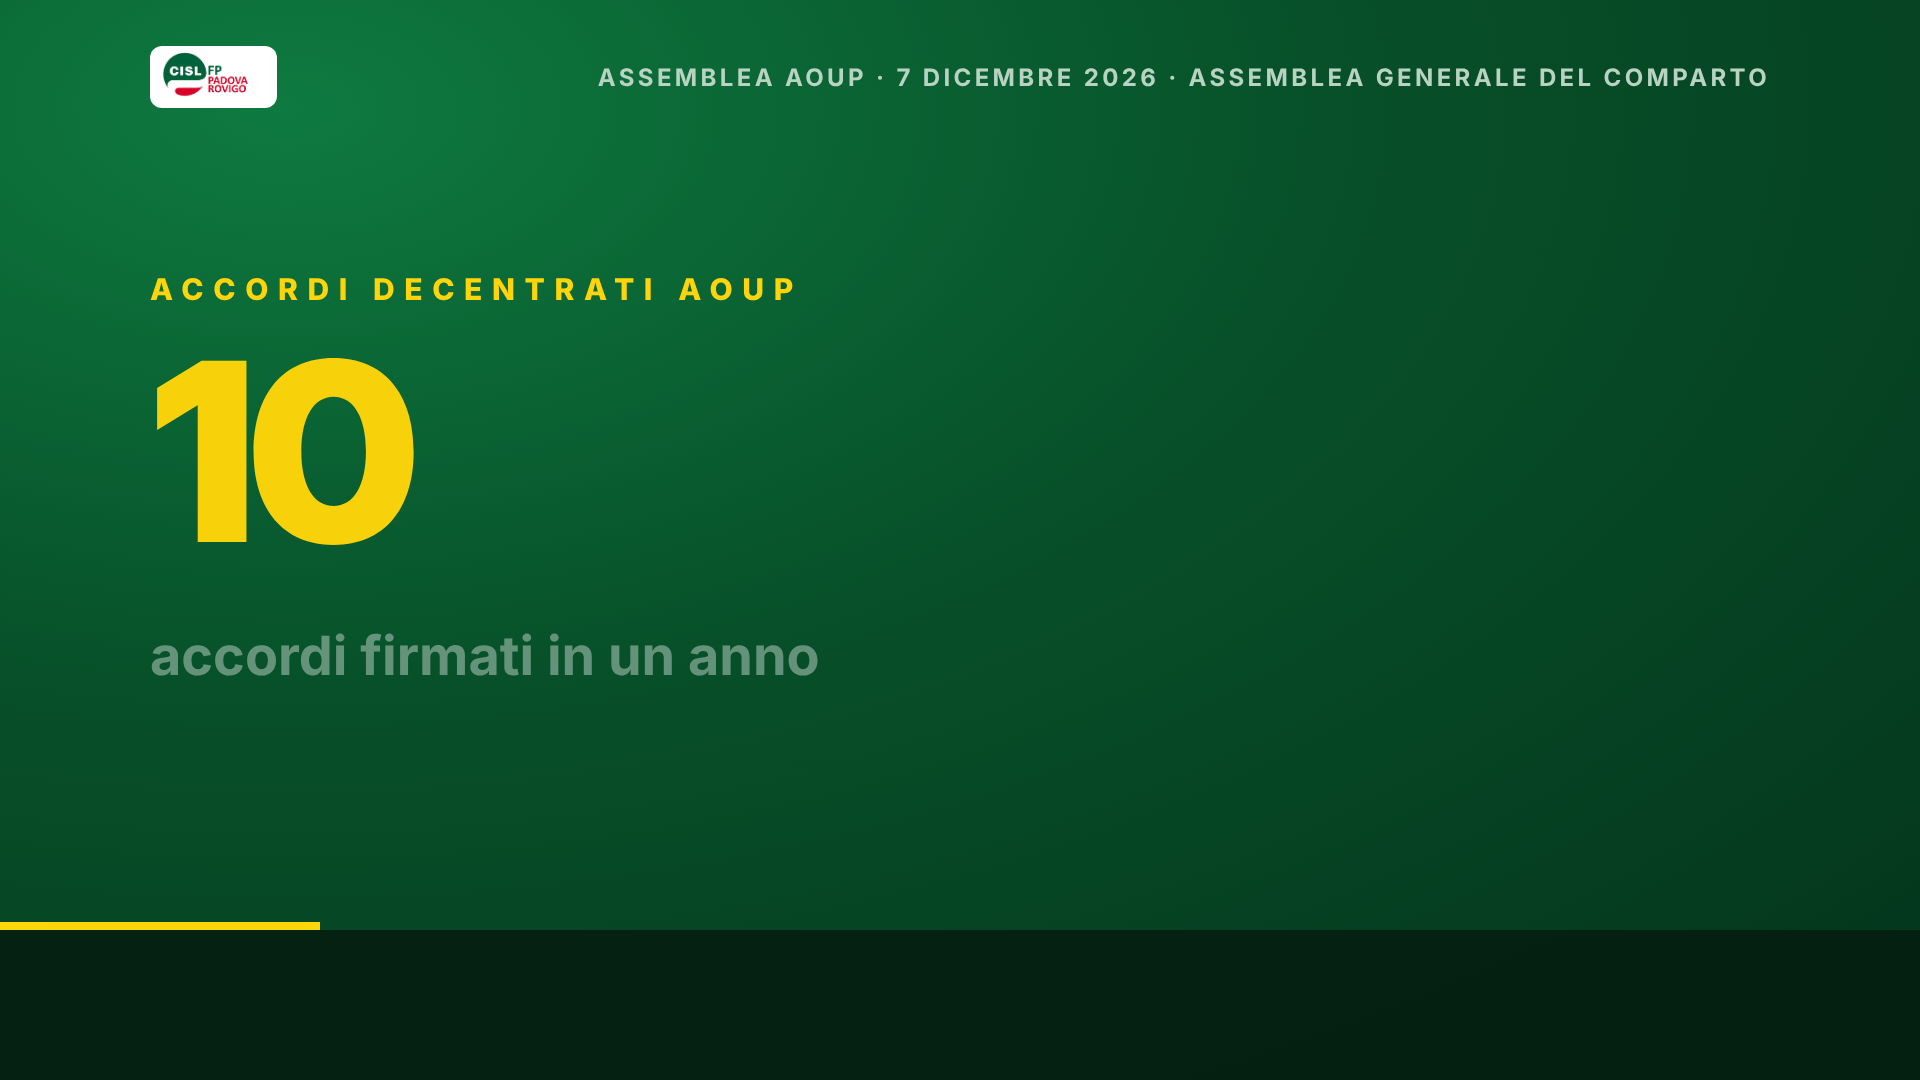 CISL FP
PADOVA
ROVIGO
ASSEMBLEA AOUP · 7 DICEMBRE 2026 · ASSEMBLEA GENERALE DEL COMPARTO
ACCORDI DECENTRATI AOUP
10
accordi firmati in un anno